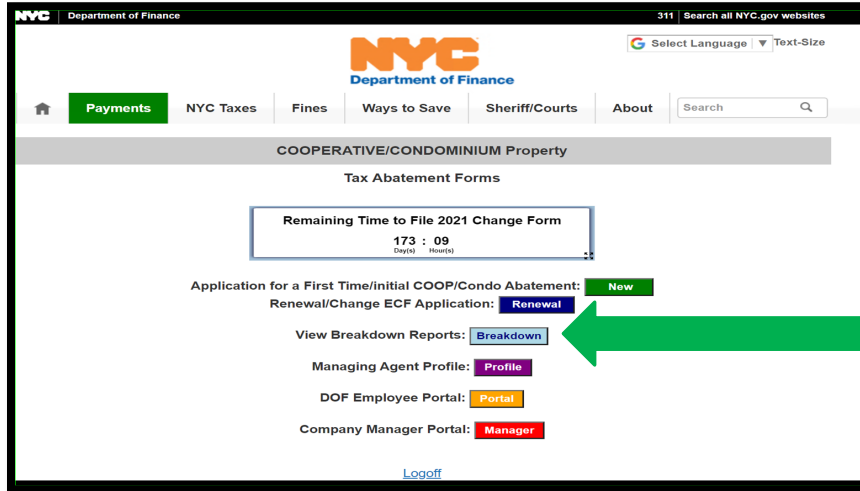 NYC Department of Finance 311 Search all NYC.gov websites
Select Language ▼ Text-Size
NYC
Department of Finance
Payments NYC Taxes Fines Ways to Save Sheriff/Courts About Search
COOPERATIVE/CONDOMINIUM Property
Tax Abatement Forms
Remaining Time to File 2021 Change Form
173 : 09
Day(s) Hour(s)
Application for a First Time/initial COOP/Condo Abatement: New
Renewal/Change ECF Application: Renewal
View Breakdown Reports: Breakdown
Managing Agent Profile: Profile
DOF Employee Portal: Portal
Company Manager Portal: Manager
Logoff